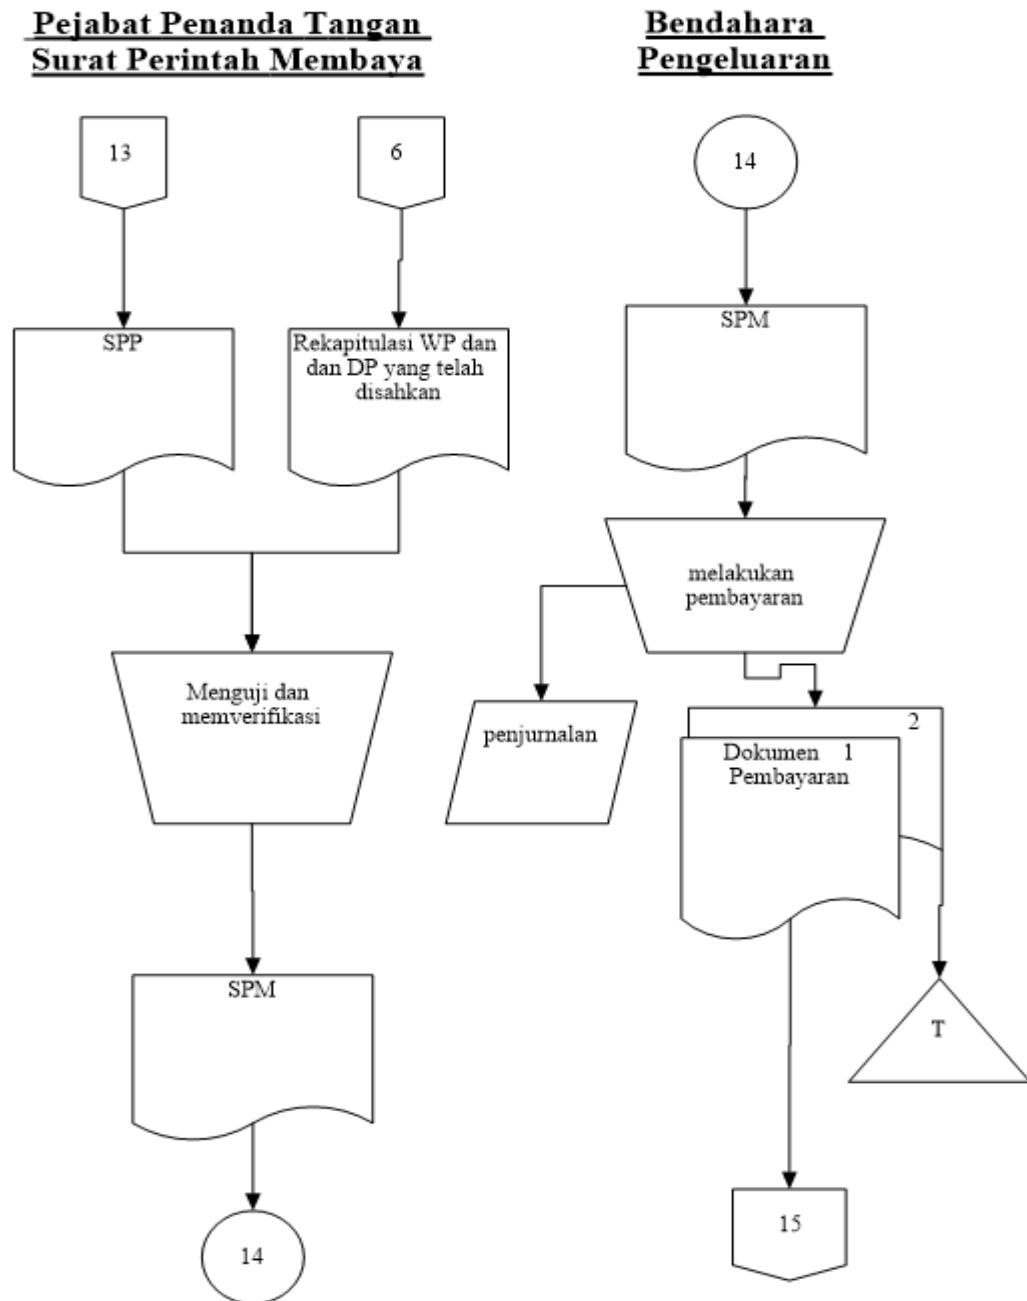 Pejabat Penanda Tangan
Surat Perintah Membaya
13
6
SPP
Rekapitulasi WP dan
dan DP yang telah
disahkan
Menguji dan
memverifikasi
SPM
14
Bendahara
Pengeluaran
14
SPM
melakukan
pembayaran
penjurnalan
2
Dokumen 1
Pembayaran
T
15